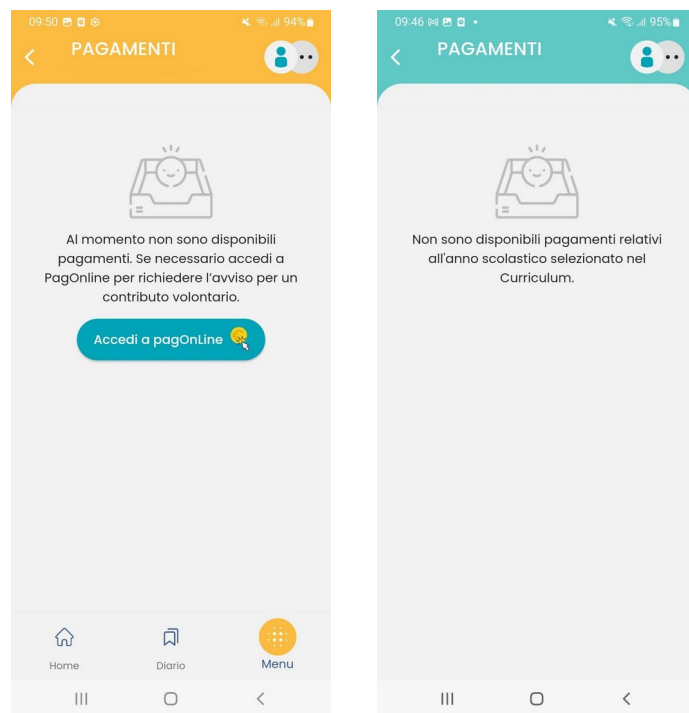 09:50
94%
PAGAMENTI
Al momento non sono disponibili
pagamenti. Se necessario accedi a
PagOnline per richiedere l'avviso per un
contributo volontario.
Accedi a pagOnLine
Home
Diario
Menu
09:46
95%
PAGAMENTI
Non sono disponibili pagamenti relativi
all'anno scolastico selezionato nel
Curriculum.